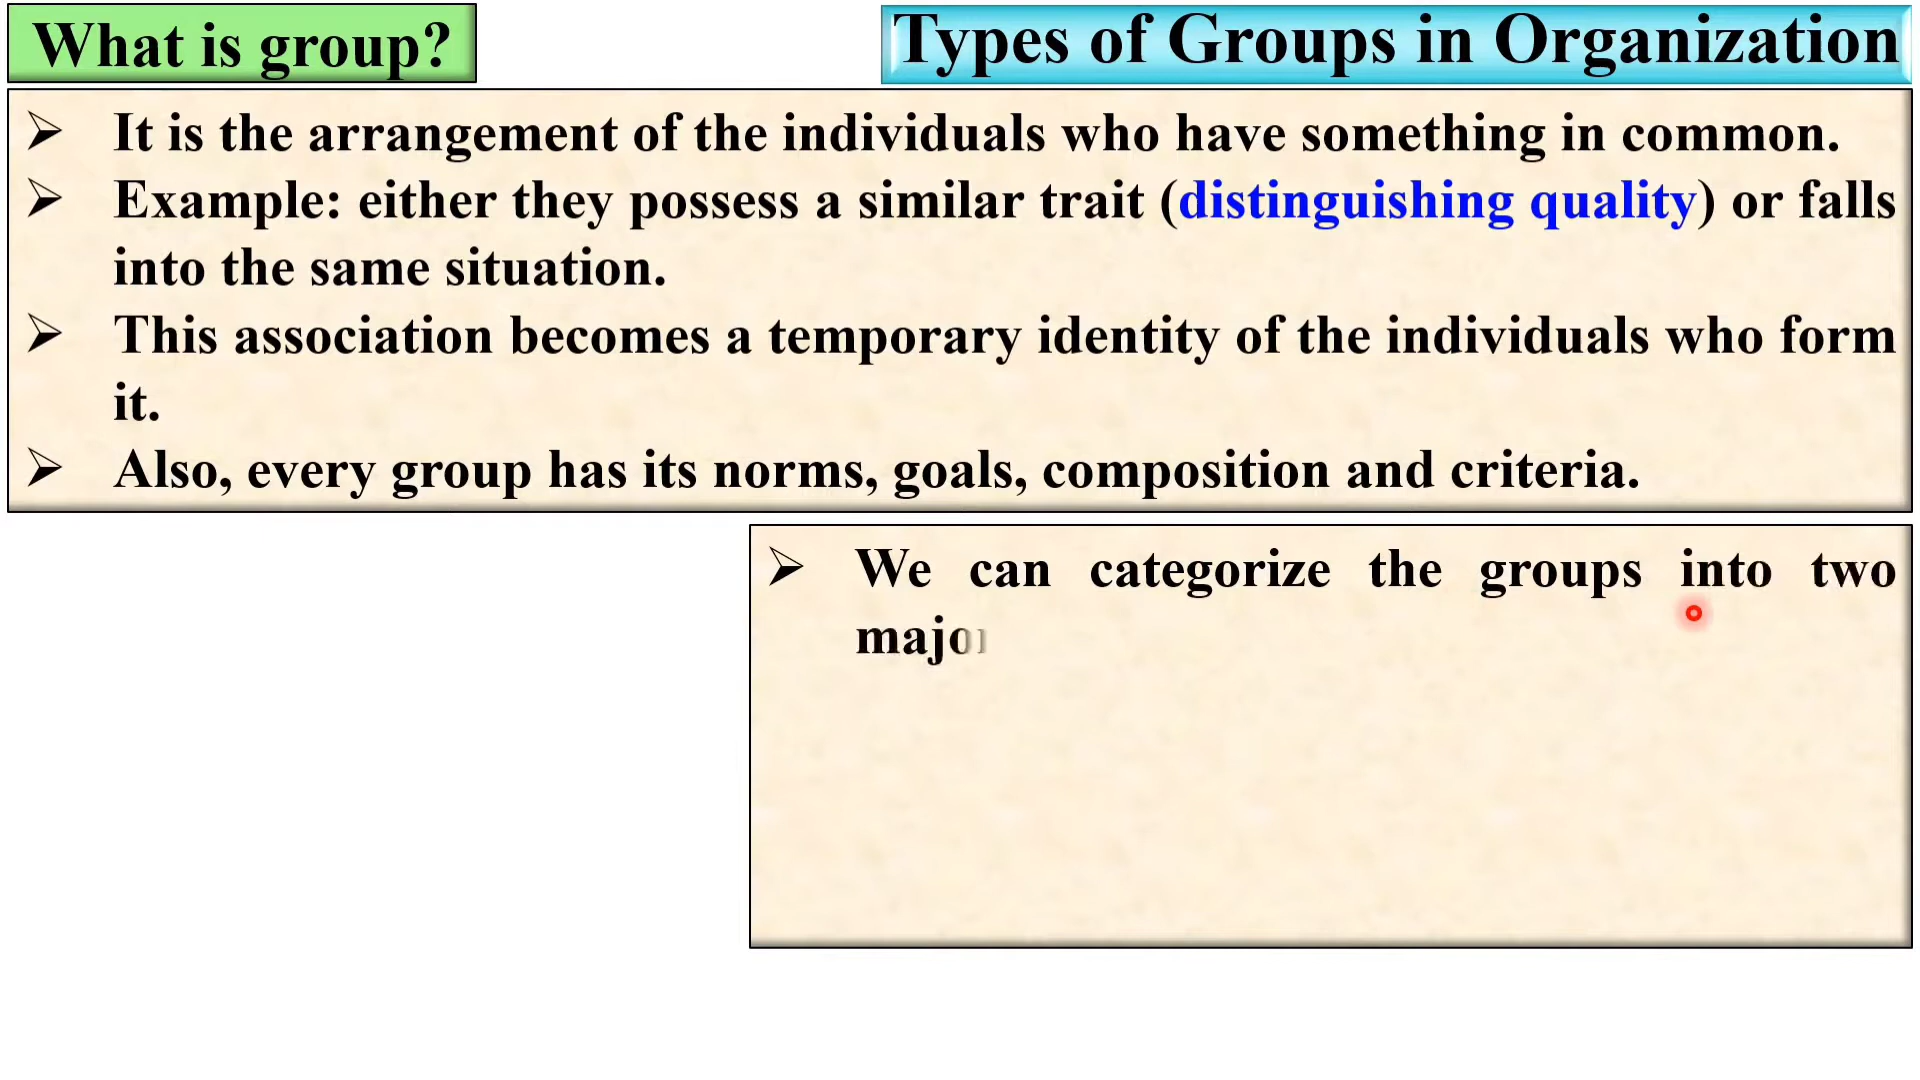 What is group?
Types of Groups in Organization
➢ It is the arrangement of the individuals who have something in common.
➢ Example: either they possess a similar trait (distinguishing quality) or falls
into the same situation.
➢ This association becomes a temporary identity of the individuals who form
it.
➢ Also, every group has its norms, goals, composition and criteria.
➢ We can categorize the groups into two
major